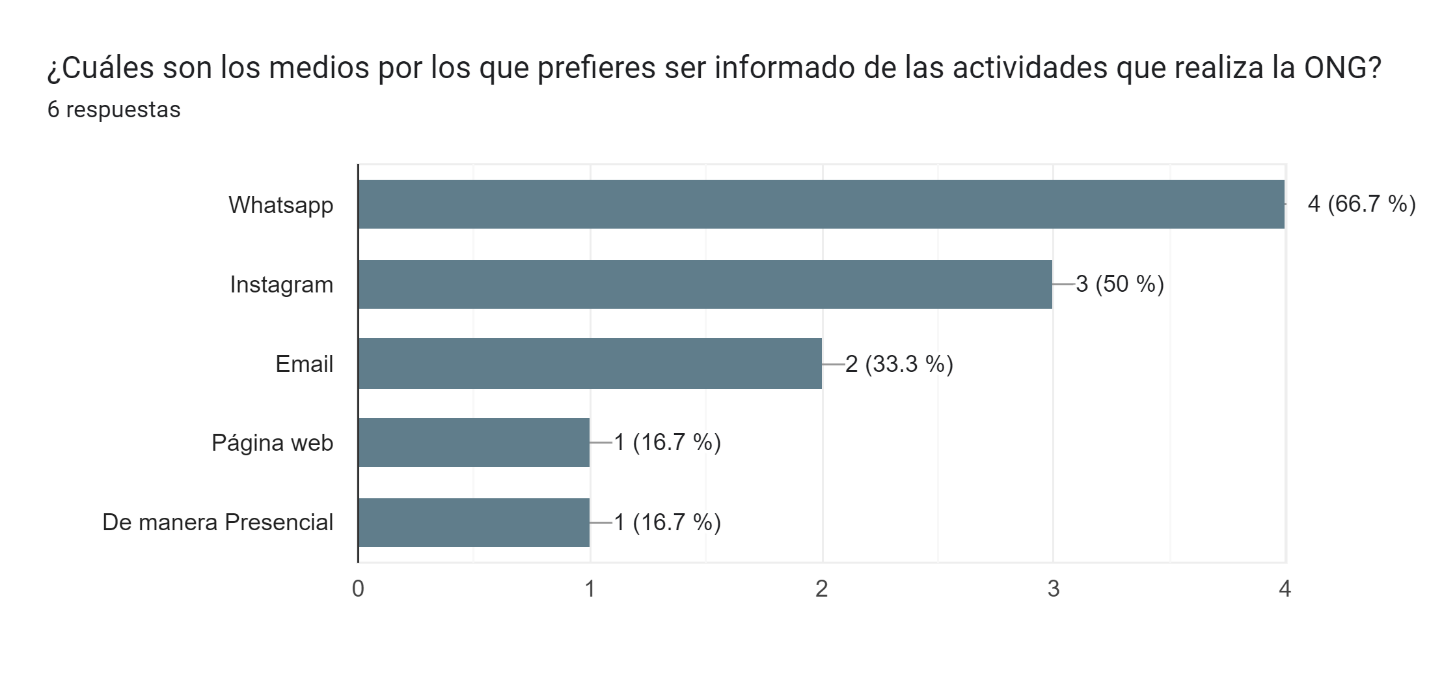 ¿Cuáles son los medios por los que prefieres ser informado de las actividades que realiza la ONG?
6 respuestas
Whatsapp 4 (66.7 %)
Instagram 3 (50 %)
Email 2 (33.3 %)
Página web 1 (16.7 %)
De manera Presencial 1 (16.7 %)
0 1 2 3 4